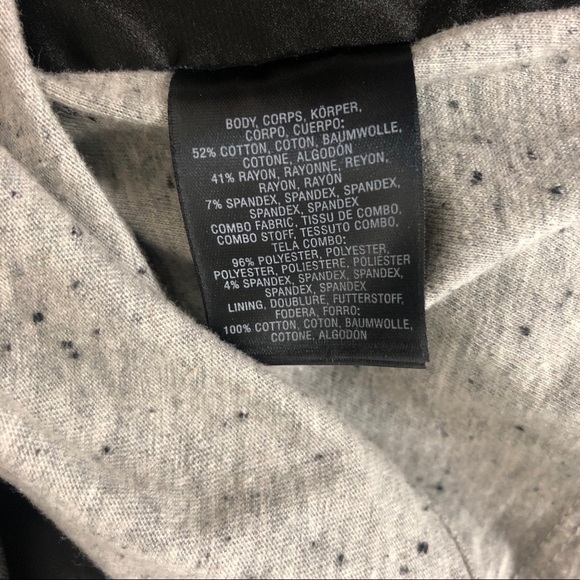 BODY, CORPS, KÖRPER,
CORPO, CUERPO:
52% COTTON, COTON, BAUMWOLLE,
COTONE, ALGODÓN
41% RAYON, RAYONNE, REYON,
RAYON, RAYÓN
7% SPANDEX, SPANDEX, SPANDEX,
SPANDEX, SPANDEX
COMBO FABRIC, TISSU DE COMBO,
COMBO STOFF, TESSUTO COMBO,
TELA COMBO:
96% POLYESTER, POLYESTER,
POLYESTER, POLIESTERE, POLIÉSTER
4% SPANDEX, SPANDEX, SPANDEX,
SPANDEX, SPANDEX
LINING, DOUBLURE, FUTTERSTOFF,
FODERA, FORRO:
100% COTTON, COTON, BAUMWOLLE,
COTONE, ALGODÓN